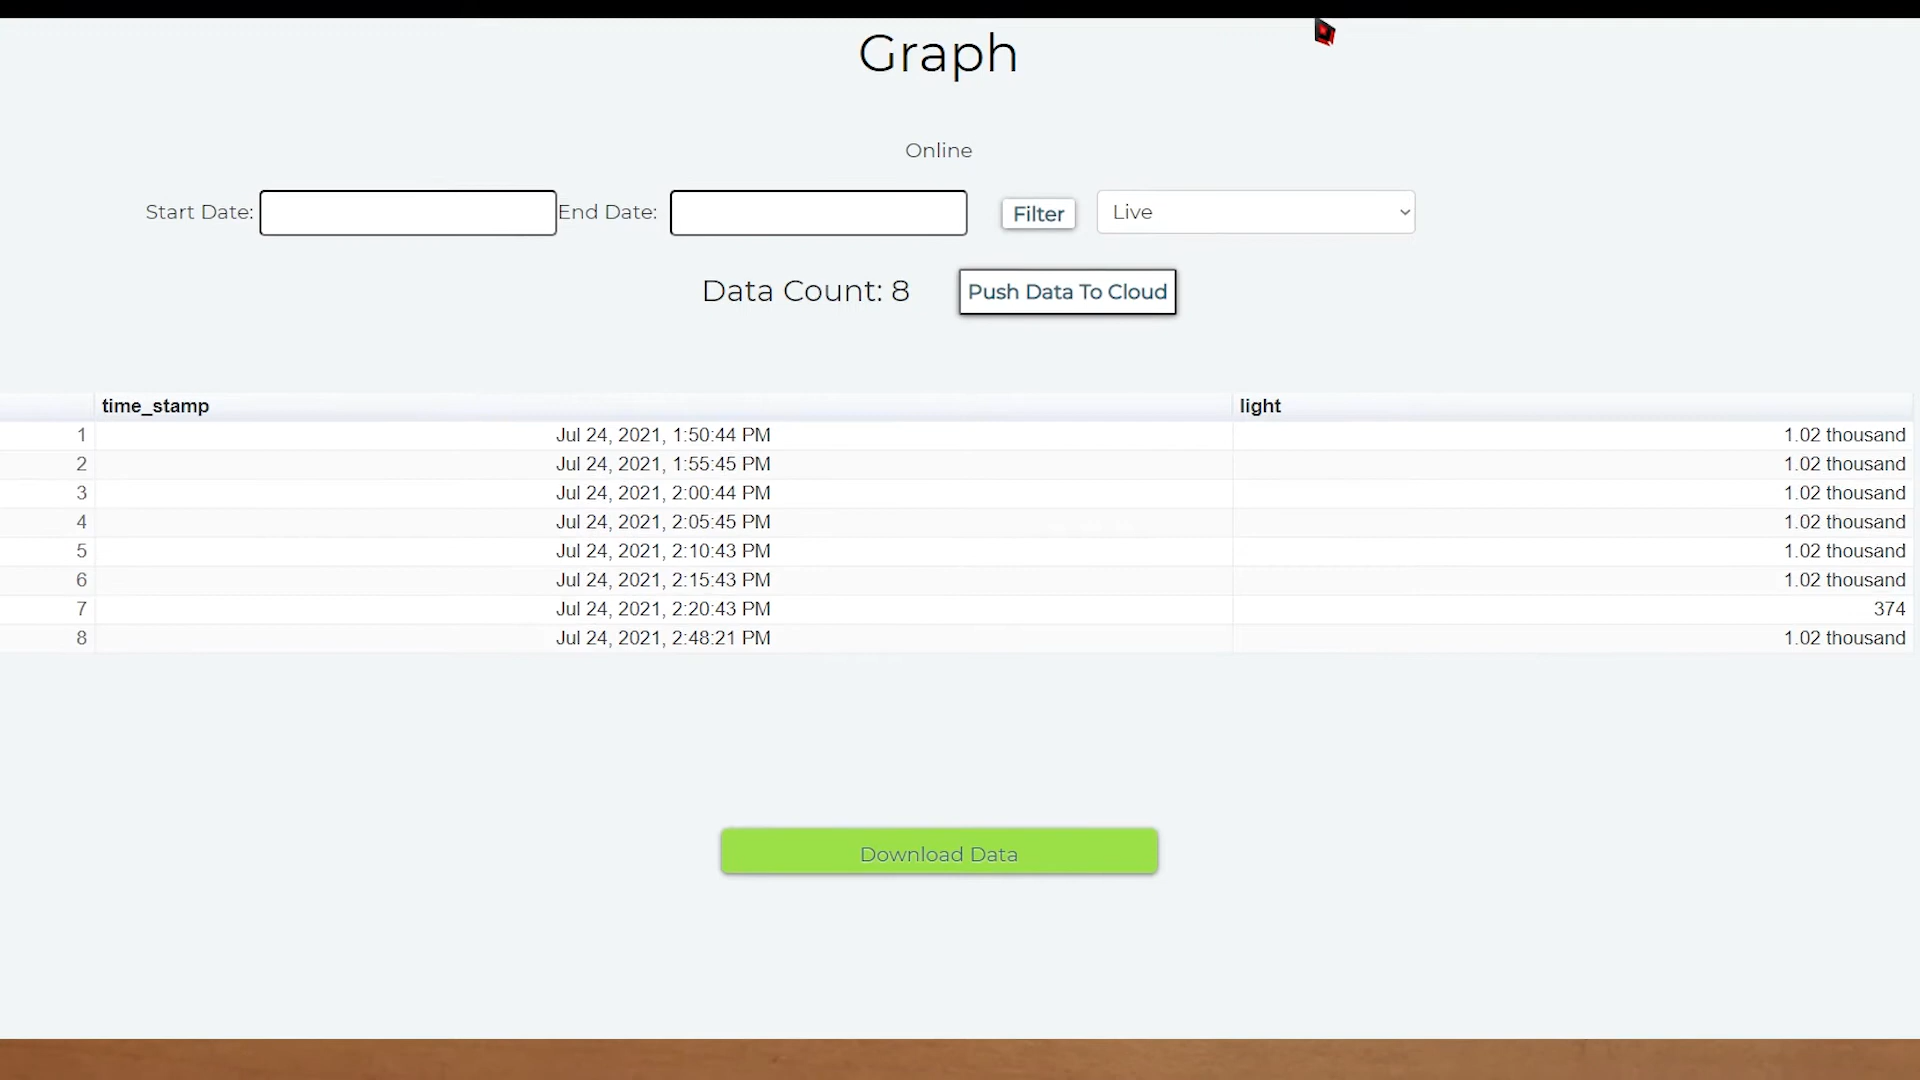 Graph
Online
Start Date: End Date: Filter Live
Data Count: 8 Push Data To Cloud
time_stamp light
1 Jul 24, 2021, 1:50:44 PM 1.02 thousand
2 Jul 24, 2021, 1:55:45 PM 1.02 thousand
3 Jul 24, 2021, 2:00:44 PM 1.02 thousand
4 Jul 24, 2021, 2:05:45 PM 1.02 thousand
5 Jul 24, 2021, 2:10:43 PM 1.02 thousand
6 Jul 24, 2021, 2:15:43 PM 1.02 thousand
7 Jul 24, 2021, 2:20:43 PM 374
8 Jul 24, 2021, 2:48:21 PM 1.02 thousand
Download Data